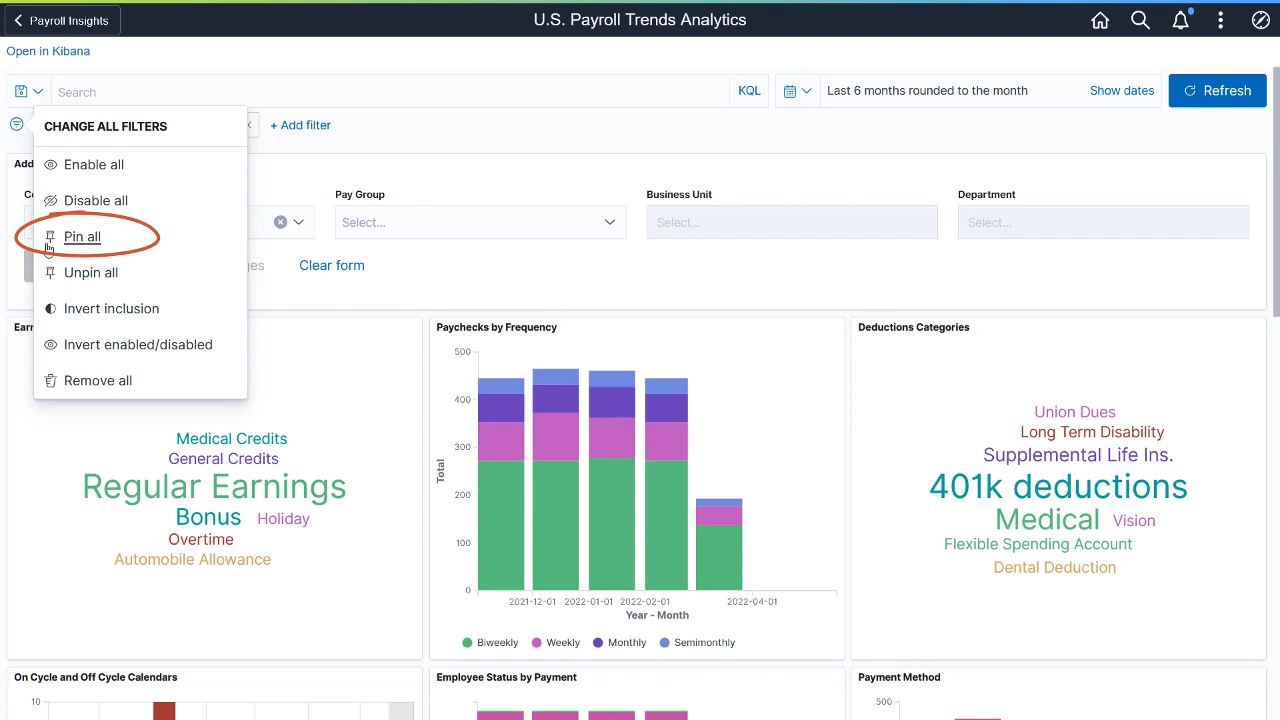 Payroll Insights
U.S. Payroll Trends Analytics
Open in Kibana
Search
KQL
Last 6 months rounded to the month
Show dates
Refresh
CHANGE ALL FILTERS
+ Add filter
Enable all
Disable all
Pin all
Unpin all
Invert inclusion
Invert enabled/disabled
Remove all
Add
Pay Group
Business Unit
Department
Select...
Select...
Select...
Clear form
Earn
Medical Credits
General Credits
Regular Earnings
Bonus
Holiday
Overtime
Automobile Allowance
Paychecks by Frequency
500
400
300
200
100
0
Total
2021-12-01
2022-01-01
2022-02-01
2022-04-01
Year - Month
Biweekly
Weekly
Monthly
Semimonthly
Deductions Categories
Union Dues
Long Term Disability
Supplemental Life Ins.
401k deductions
Medical
Vision
Flexible Spending Account
Dental Deduction
On Cycle and Off Cycle Calendars
10
Employee Status by Payment
Payment Method
500